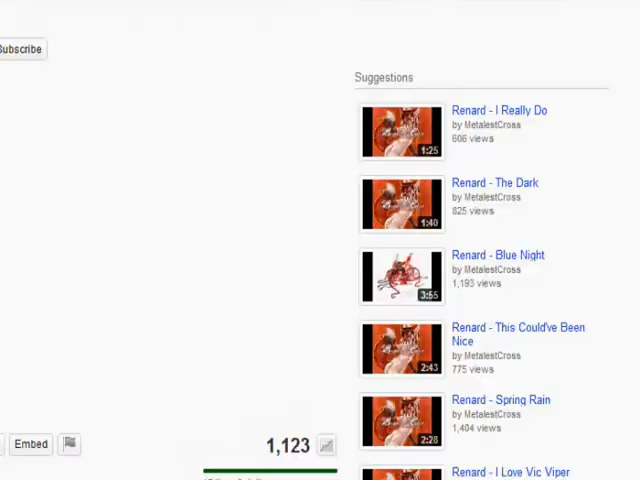 Subscribe
Suggestions
Renard - I Really Do
by MetalestCross
606 views
1:25
Renard - The Dark
by MetalestCross
825 views
1:40
Renard - Blue Night
by MetalestCross
1,193 views
3:55
Renard - This Could've Been
Nice
by MetalestCross
775 views
2:43
Renard - Spring Rain
by MetalestCross
1,404 views
2:28
Renard - I Love Vic Viper
Embed
1,123